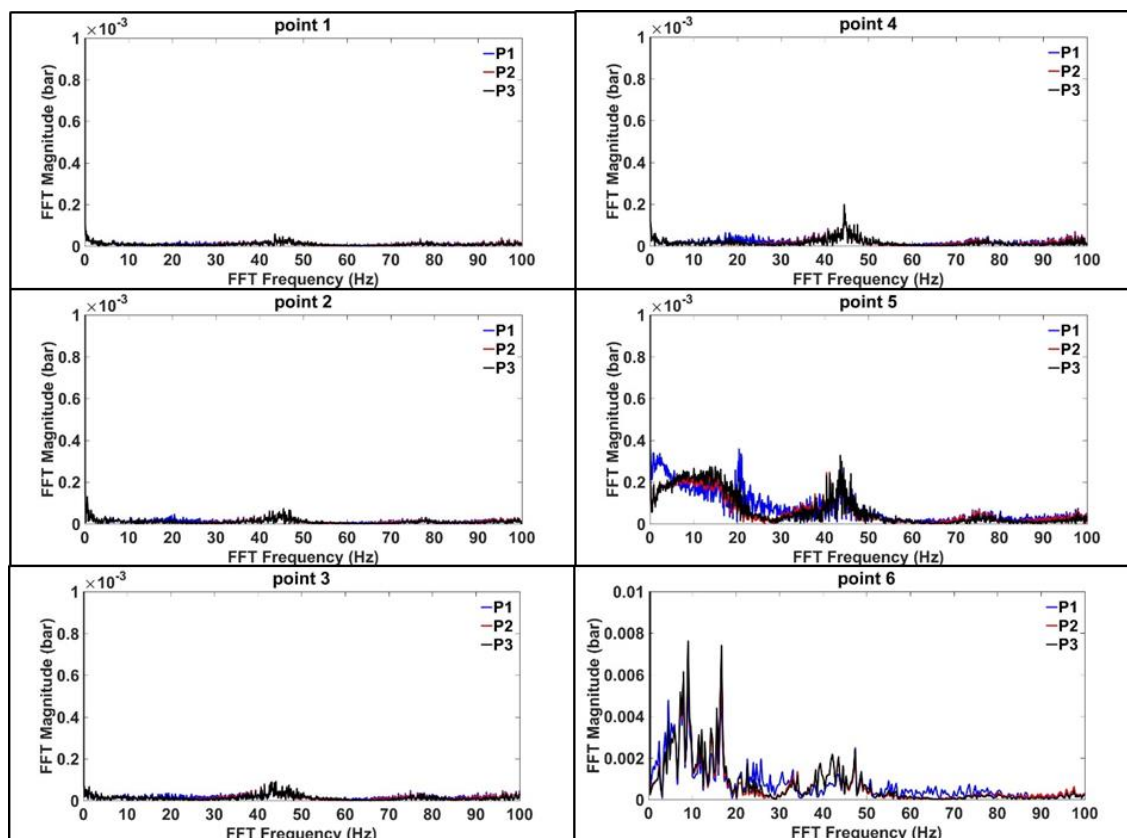 ×10⁻³
point 1
1
0.8
0.6
0.4
0.2
0
FFT Magnitude (bar)
P1
P2
P3
0 10 20 30 40 50 60 70 80 90 100
FFT Frequency (Hz)
×10⁻³
point 4
1
0.8
0.6
0.4
0.2
0
FFT Magnitude (bar)
P1
P2
P3
0 10 20 30 40 50 60 70 80 90 100
FFT Frequency (Hz)
×10⁻³
point 2
1
0.8
0.6
0.4
0.2
0
FFT Magnitude (bar)
P1
P2
P3
0 10 20 30 40 50 60 70 80 90 100
FFT Frequency (Hz)
×10⁻³
point 5
1
0.8
0.6
0.4
0.2
0
FFT Magnitude (bar)
P1
P2
P3
0 10 20 30 40 50 60 70 80 90 100
FFT Frequency (Hz)
×10⁻³
point 3
1
0.8
0.6
0.4
0.2
0
FFT Magnitude (bar)
P1
P2
P3
0 10 20 30 40 50 60 70 80 90 100
FFT Frequency (Hz)
point 6
0.01
0.008
0.006
0.004
0.002
0
FFT Magnitude (bar)
P1
P2
P3
0 10 20 30 40 50 60 70 80 90 100
FFT Frequency (Hz)